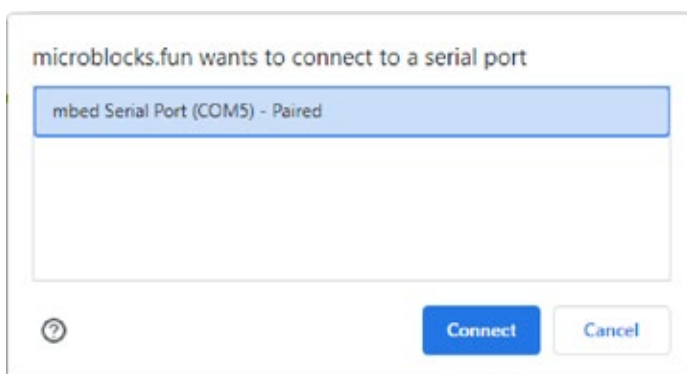 microblocks.fun wants to connect to a serial port
mbed Serial Port (COM5) - Paired
?
Connect Cancel